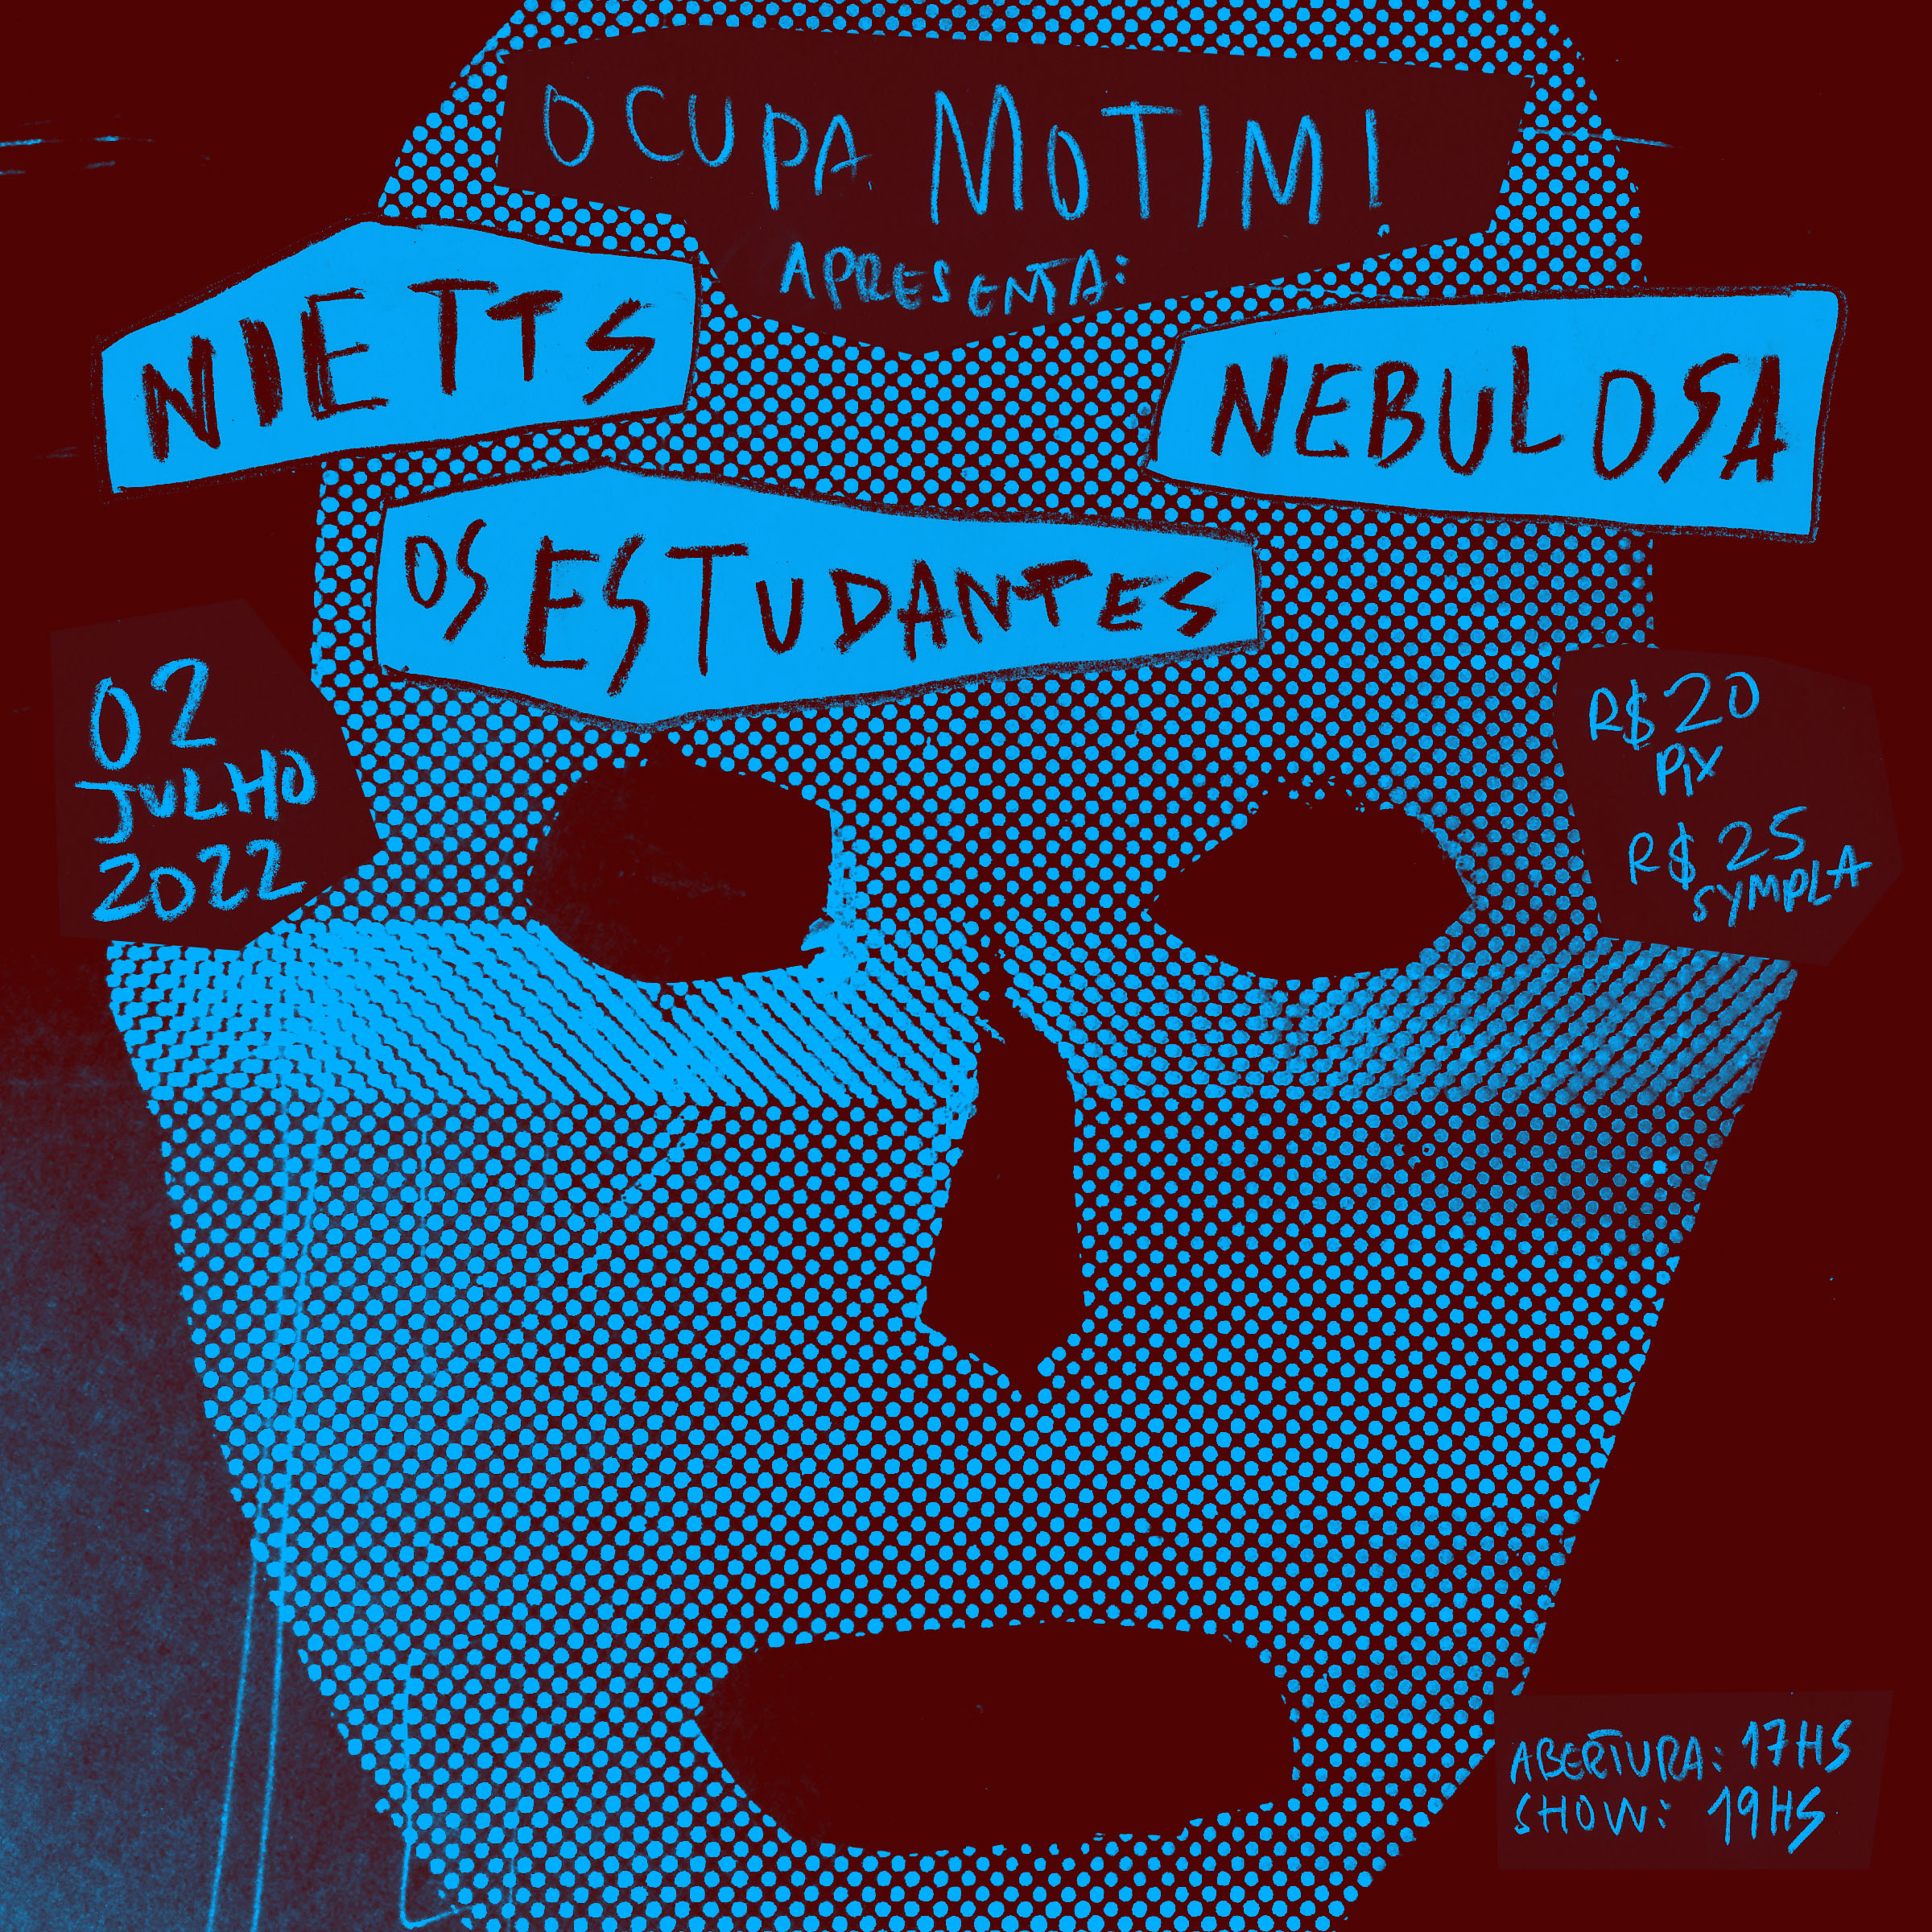 OCUPA MOTIM!
APRESENTA:
NIETTS
NEBULOSA
OS ESTUDANTES
02
JULHO
2022
R$20
PIX
R$25
SYMPLA
ABERTURA: 17HS
SHOW: 19HS